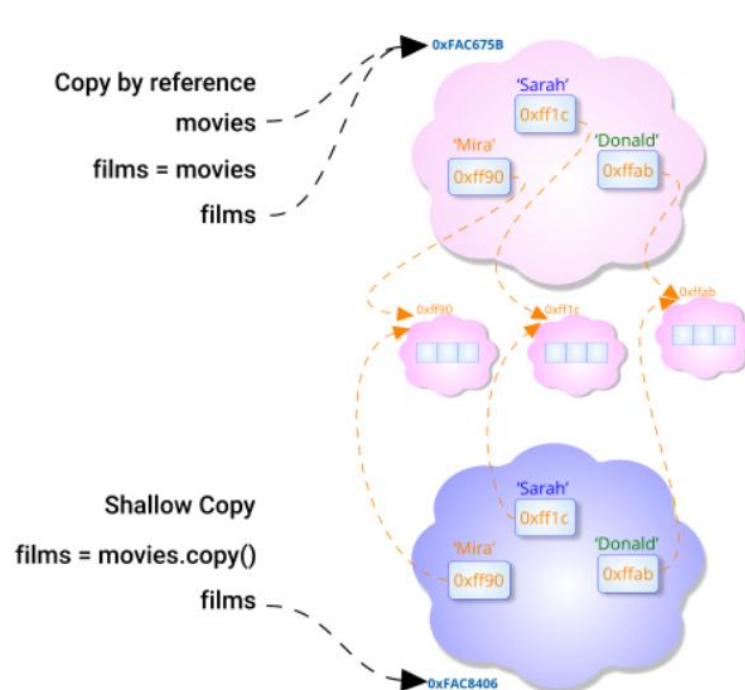 0xFAC675B
Copy by reference
movies
films = movies
films
'Sarah'
0xff1c
'Mira'
0xff90
'Donald'
0xffab
0xff90
0xff1c
0xffab
Shallow Copy
films = movies.copy()
films
'Sarah'
0xff1c
'Mira'
0xff90
'Donald'
0xffab
0xFAC8406